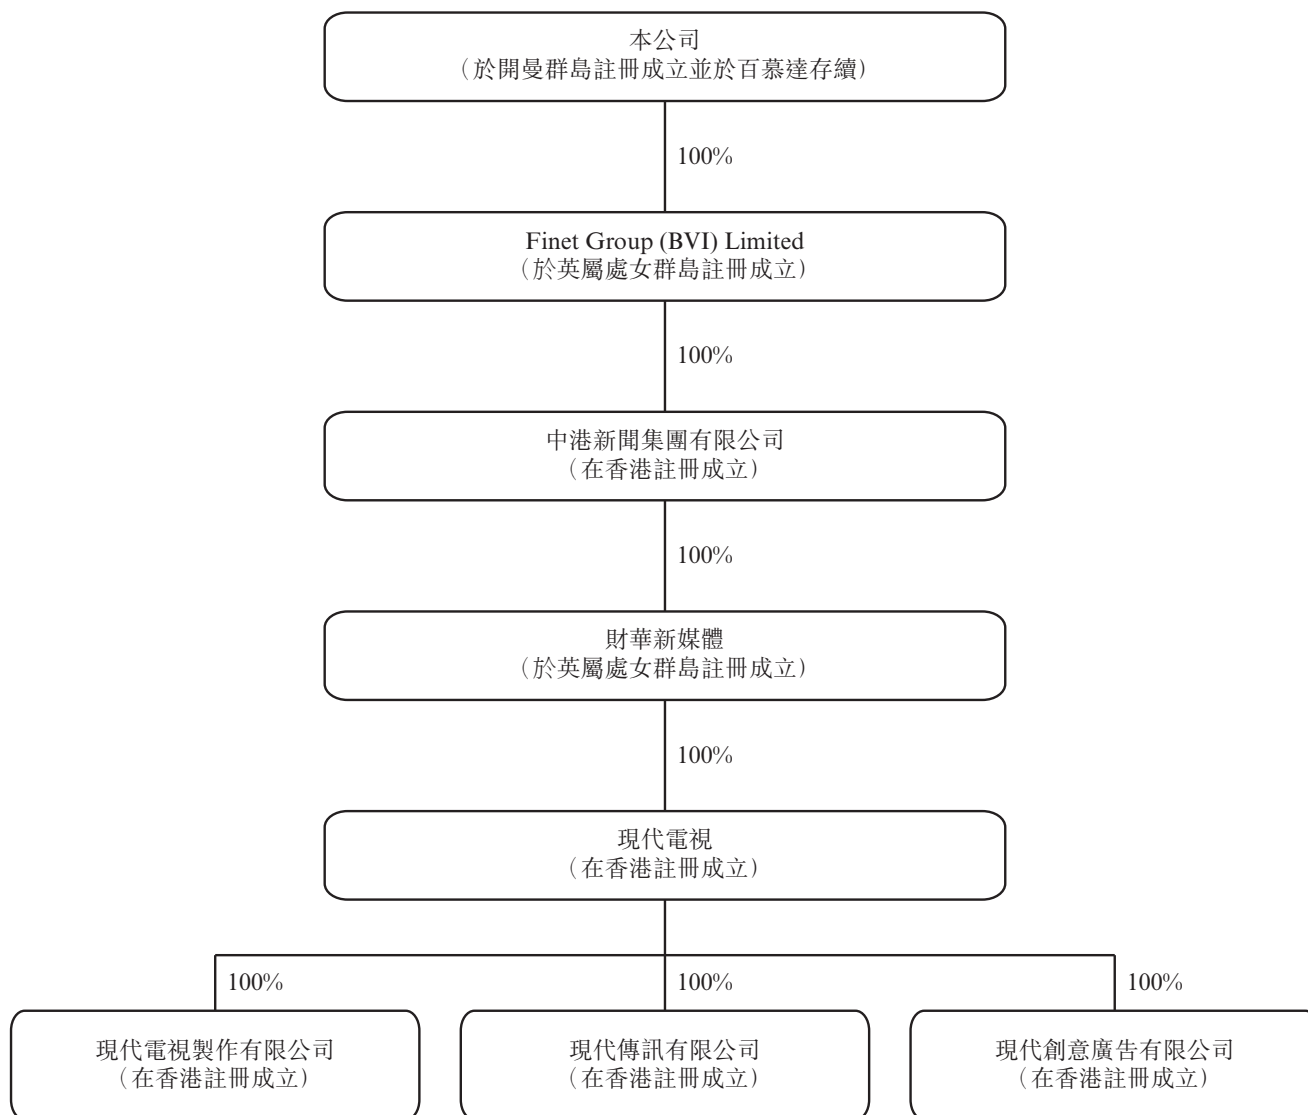 本公司
（於開曼群島註冊成立並於百慕達存續）
100%
Finet Group (BVI) Limited
（於英屬處女群島註冊成立）
100%
中港新聞集團有限公司
（在香港註冊成立）
100%
財華新媒體
（於英屬處女群島註冊成立）
100%
現代電視
（在香港註冊成立）
100%
100%
100%
現代電視製作有限公司
（在香港註冊成立）
現代傳訊有限公司
（在香港註冊成立）
現代創意廣告有限公司
（在香港註冊成立）